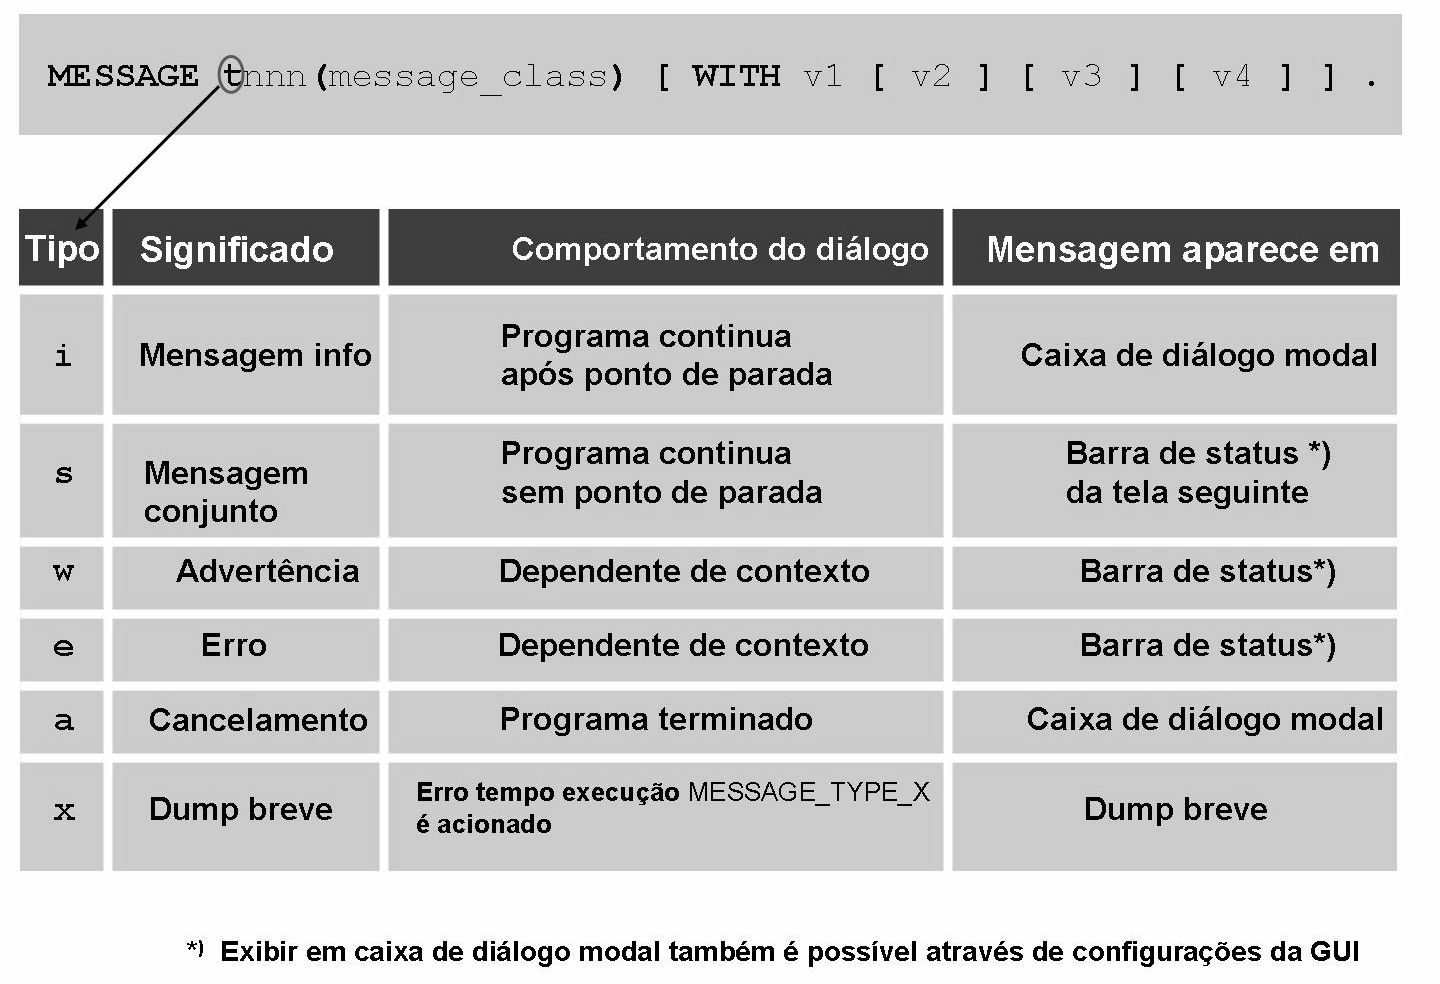 MESSAGE tnnn(message_class) [ WITH v1 [ v2 ] [ v3 ] [ v4 ] ] .
Tipo Significado Comportamento do diálogo Mensagem aparece em
i Mensagem info Programa continua Caixa de diálogo modal
após ponto de parada
s Mensagem Programa continua Barra de status *)
conjunto sem ponto de parada da tela seguinte
w Advertência Dependente de contexto Barra de status*)
e Erro Dependente de contexto Barra de status*)
a Cancelamento Programa terminado Caixa de diálogo modal
x Dump breve Erro tempo execução MESSAGE_TYPE_X Dump breve
é acionado
*) Exibir em caixa de diálogo modal também é possível através de configurações da GUI